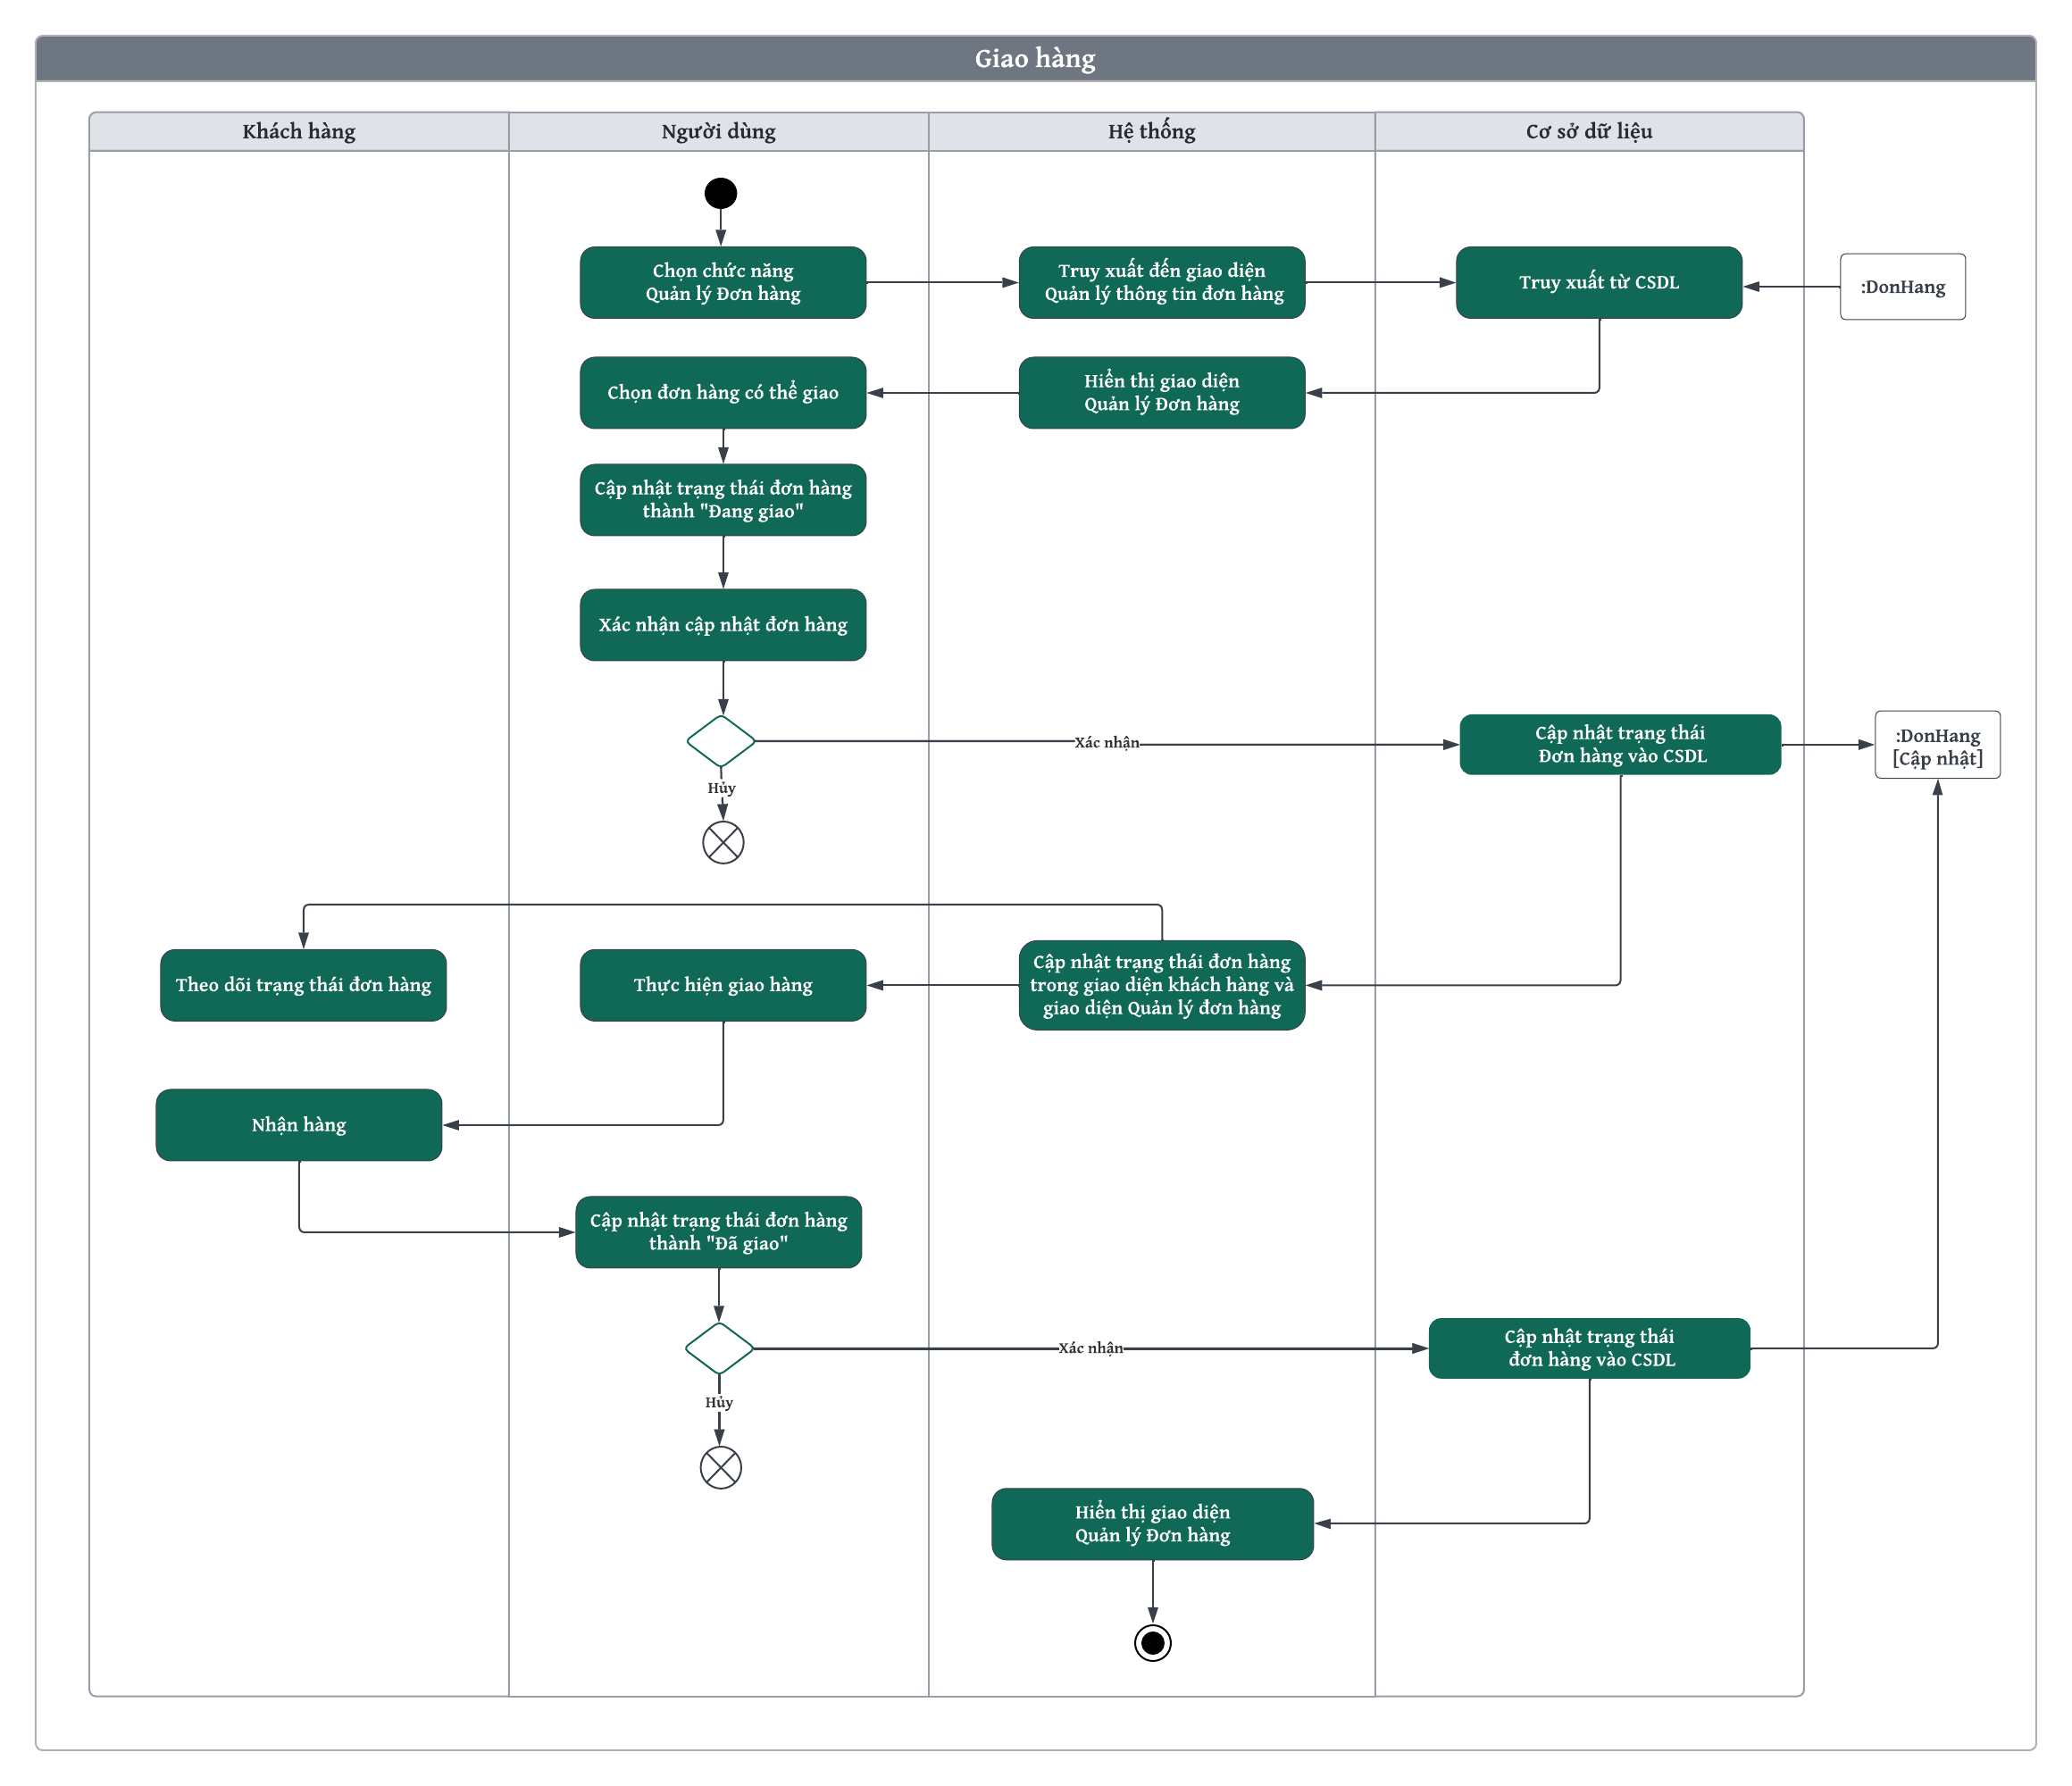 Giao hàng
Khách hàng
Người dùng
Hệ thống
Cơ sở dữ liệu
Chọn chức năng
Quản lý Đơn hàng
Truy xuất đến giao diện
Quản lý thông tin đơn hàng
Truy xuất từ CSDL
:DonHang
Chọn đơn hàng có thể giao
Hiển thị giao diện
Quản lý Đơn hàng
Cập nhật trạng thái đơn hàng
thành "Đang giao"
Xác nhận cập nhật đơn hàng
Xác nhận
Cập nhật trạng thái
Đơn hàng vào CSDL
:DonHang
[Cập nhật]
Hủy
Theo dõi trạng thái đơn hàng
Thực hiện giao hàng
Cập nhật trạng thái đơn hàng
trong giao diện khách hàng và
giao diện Quản lý đơn hàng
Nhận hàng
Cập nhật trạng thái đơn hàng
thành "Đã giao"
Xác nhận
Cập nhật trạng thái
đơn hàng vào CSDL
Hủy
Hiển thị giao diện
Quản lý Đơn hàng